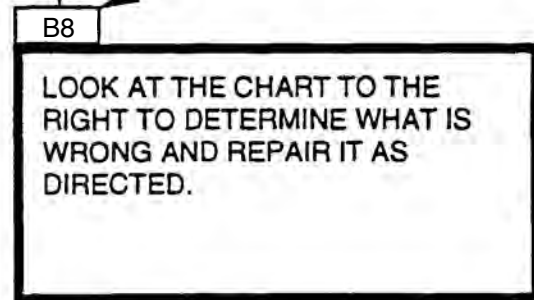 B8
LOOK AT THE CHART TO THE
RIGHT TO DETERMINE WHAT IS
WRONG AND REPAIR IT AS
DIRECTED.